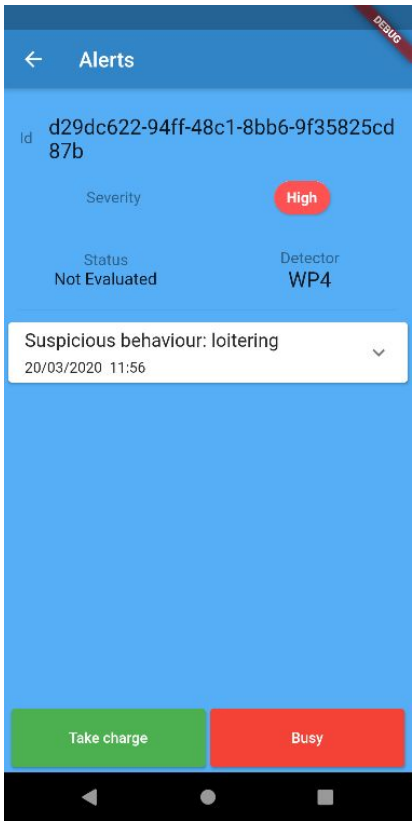 DEBUG
Alerts
Id
d29dc622-94ff-48c1-8bb6-9f35825cd
87b
Severity
High
Status
Detector
Not Evaluated
WP4
Suspicious behaviour: loitering
20/03/2020 11:56
Take charge
Busy